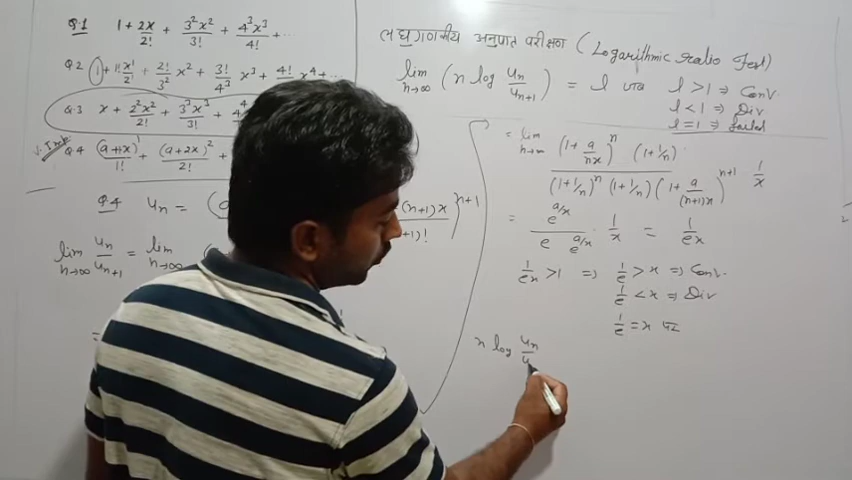 Q.1 1 + 2x/2! + 3²x²/3! + 4³x³/4! + ...
Q.2 1 + 1!x¹/2! + 2!/3² x² + 3!/4³ x³ + 4! x⁴ ...
Q.3 x + 2²x²/2! + 3³x³/3! + 4
V.Imp
Q.4 (a+x)¹/1! + (a+2x)²/2! +
Q.4 uₙ = (a
(n+1)x)ⁿ⁺¹
+1)!
lim n→∞ uₙ/uₙ₊₁ = lim n→∞ (
=
लघुगणकीय अनुपात परीक्षण (Logarithmic ratio Test)
lim n→∞ (n log uₙ/uₙ₊₁) = l
l > 1 ⇒ Conv.
l < 1 ⇒ Div
l = 1 ⇒ failed
= lim n→∞ (1 + a/nx)ⁿ (1 + 1/n) / (1 + 1/n)ⁿ (1 + 1/n) (1 + a/(n+1)x)ⁿ⁺¹ · 1/x
= e^(a/x) / e e^(a/x) · 1/x = 1/ex
1/ex > 1 ⇒ 1/e > x ⇒ Conv.
1/e < x ⇒ Div
1/e = x पर
n log uₙ/u